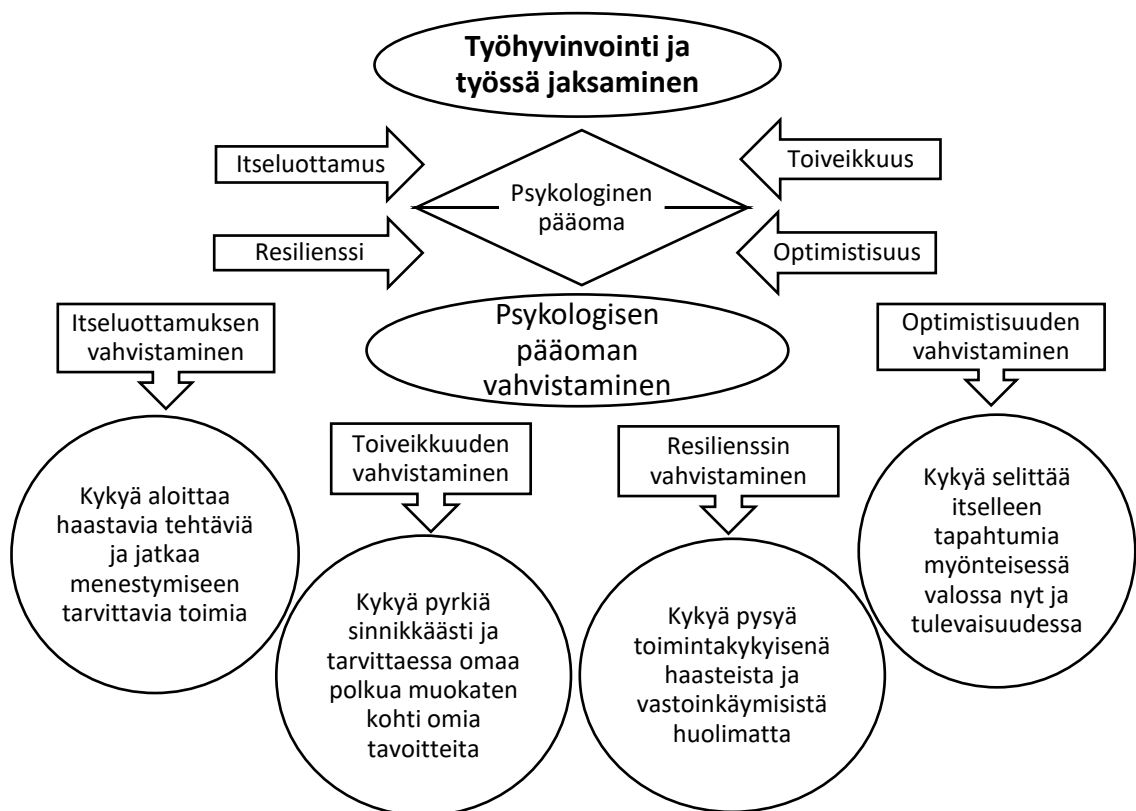 Työhyvinvointi ja
työssä jaksaminen
Itseluottamus
Toiveikkuus
Psykologinen
pääoma
Resilienssi
Optimistisuus
Psykologisen
pääoman
vahvistaminen
Itseluottamuksen
vahvistaminen
Optimistisuuden
vahvistaminen
Toiveikkuuden
vahvistaminen
Resilienssin
vahvistaminen
Kykyä aloittaa
haastavia tehtäviä
ja jatkaa
menestymiseen
tarvittavia toimia
Kykyä pyrkiä
sinnikkäästi ja
tarvittaessa omaa
polkua muokaten
kohti omia
tavoitteita
Kykyä pysyä
toimintakykyisenä
haasteista ja
vastoinkäymisistä
huolimatta
Kykyä selittää
itselleen
tapahtumia
myönteisessä
valossa nyt ja
tulevaisuudessa